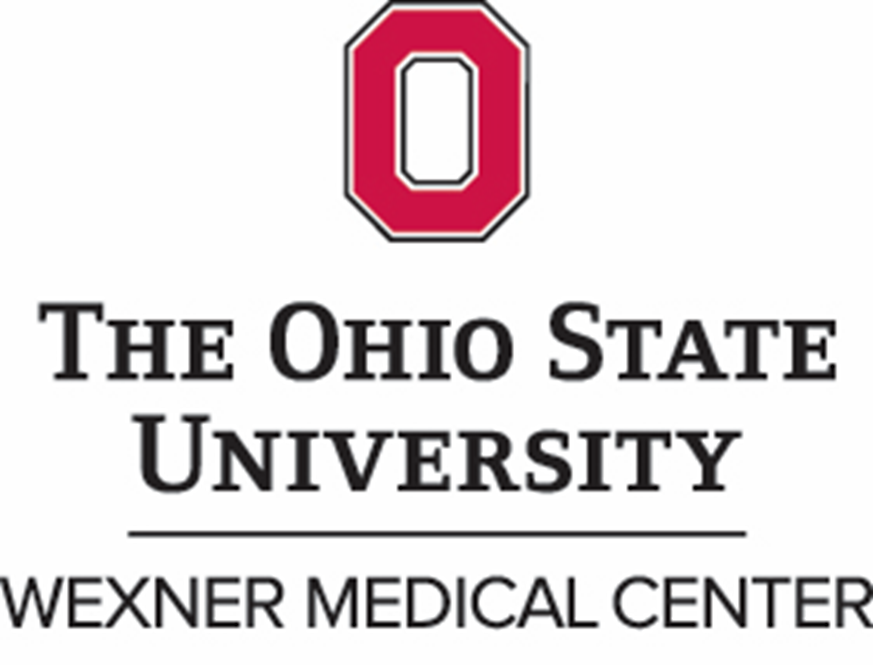 O
THE OHIO STATE
UNIVERSITY
WEXNER MEDICAL CENTER